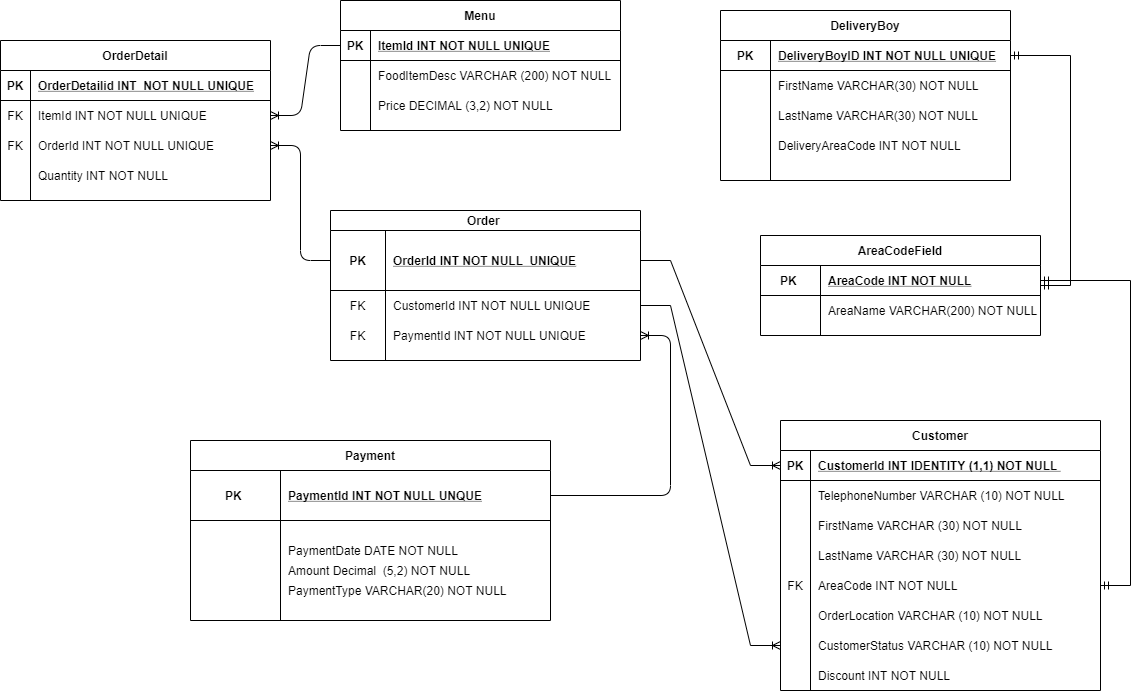 OrderDetail
PK OrderDetailid INT  NOT NULL UNIQUE
FK ItemId INT NOT NULL UNIQUE
FK OrderId INT NOT NULL UNIQUE
Quantity INT NOT NULL
Menu
PK ItemId INT NOT NULL UNIQUE
FoodItemDesc VARCHAR (200) NOT NULL
Price DECIMAL (3,2) NOT NULL
DeliveryBoy
PK DeliveryBoyID INT NOT NULL UNIQUE
FirstName VARCHAR(30) NOT NULL
LastName VARCHAR(30) NOT NULL
DeliveryAreaCode INT NOT NULL
Order
PK OrderId INT NOT NULL  UNIQUE
FK CustomerId INT NOT NULL UNIQUE
FK PaymentId INT NOT NULL UNIQUE
AreaCodeField
PK AreaCode INT NOT NULL
AreaName VARCHAR(200) NOT NULL
Payment
PK PaymentId INT NOT NULL UNQUE
PaymentDate DATE NOT NULL
Amount Decimal  (5,2) NOT NULL
PaymentType VARCHAR(20) NOT NULL
Customer
PK CustomerId INT IDENTITY (1,1) NOT NULL
TelephoneNumber VARCHAR (10) NOT NULL
FirstName VARCHAR (30) NOT NULL
LastName VARCHAR (30) NOT NULL
FK AreaCode INT NOT NULL
OrderLocation VARCHAR (10) NOT NULL
CustomerStatus VARCHAR (10) NOT NULL
Discount INT NOT NULL